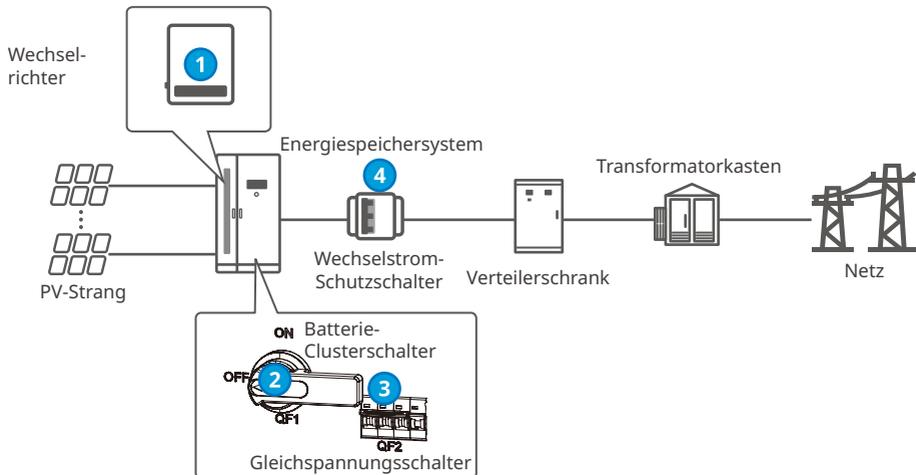 Wechsel-
richter
1
Energiespeichersystem
4
Transformatorkasten
Wechselstrom-
Schutzschalter
Verteilerschrank
Netz
PV-Strang
ON
Batterie-
Clusterschalter
OFF
2
3
QF1
QF2
Gleichspannungsschalter